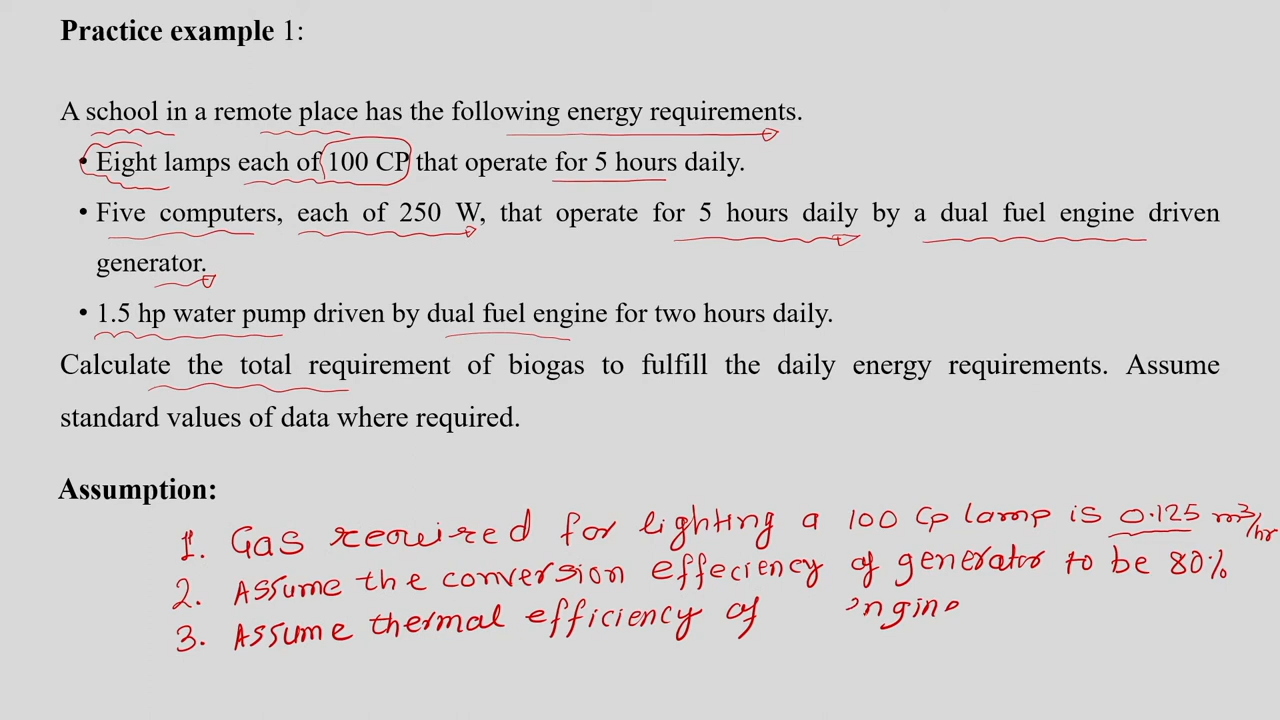 Practice example 1:
A school in a remote place has the following energy requirements.
• Eight lamps each of 100 CP that operate for 5 hours daily.
• Five computers, each of 250 W, that operate for 5 hours daily by a dual fuel engine driven
generator.
• 1.5 hp water pump driven by dual fuel engine for two hours daily.
Calculate the total requirement of biogas to fulfill the daily energy requirements. Assume
standard values of data where required.
Assumption:
1. Gas required for lighting a 100 Cp lamp is 0.125 m³/hr
2. Assume the conversion effeciency of generator to be 80%
3. Assume thermal efficiency of